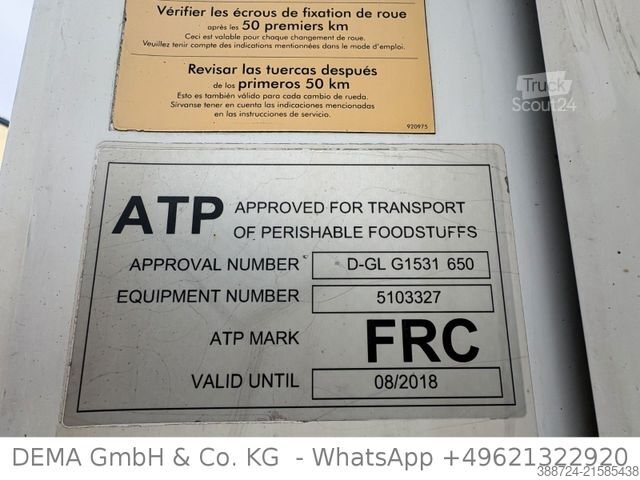 Vérifier les écrous de fixation de roue
après les 50 premiers km
Ceci est valable pour chaque changement de roue.
Veuillez tenir compte des indications mentionnées dans le mode d'emploi.
Revisar las tuercas después
de los primeros 50 km
Esto es también válido para cada cambio de rueda.
Sírvanse tener en cuenta las indicaciones mencionadas
en las instrucciones de servicio.
920975
Truck
Scout24
ATP APPROVED FOR TRANSPORT
OF PERISHABLE FOODSTUFFS
APPROVAL NUMBER D-GL G1531 650
EQUIPMENT NUMBER 5103327
ATP MARK FRC
VALID UNTIL 08/2018
DEMA GmbH & Co. KG - WhatsApp +49621322920
388724-21585438